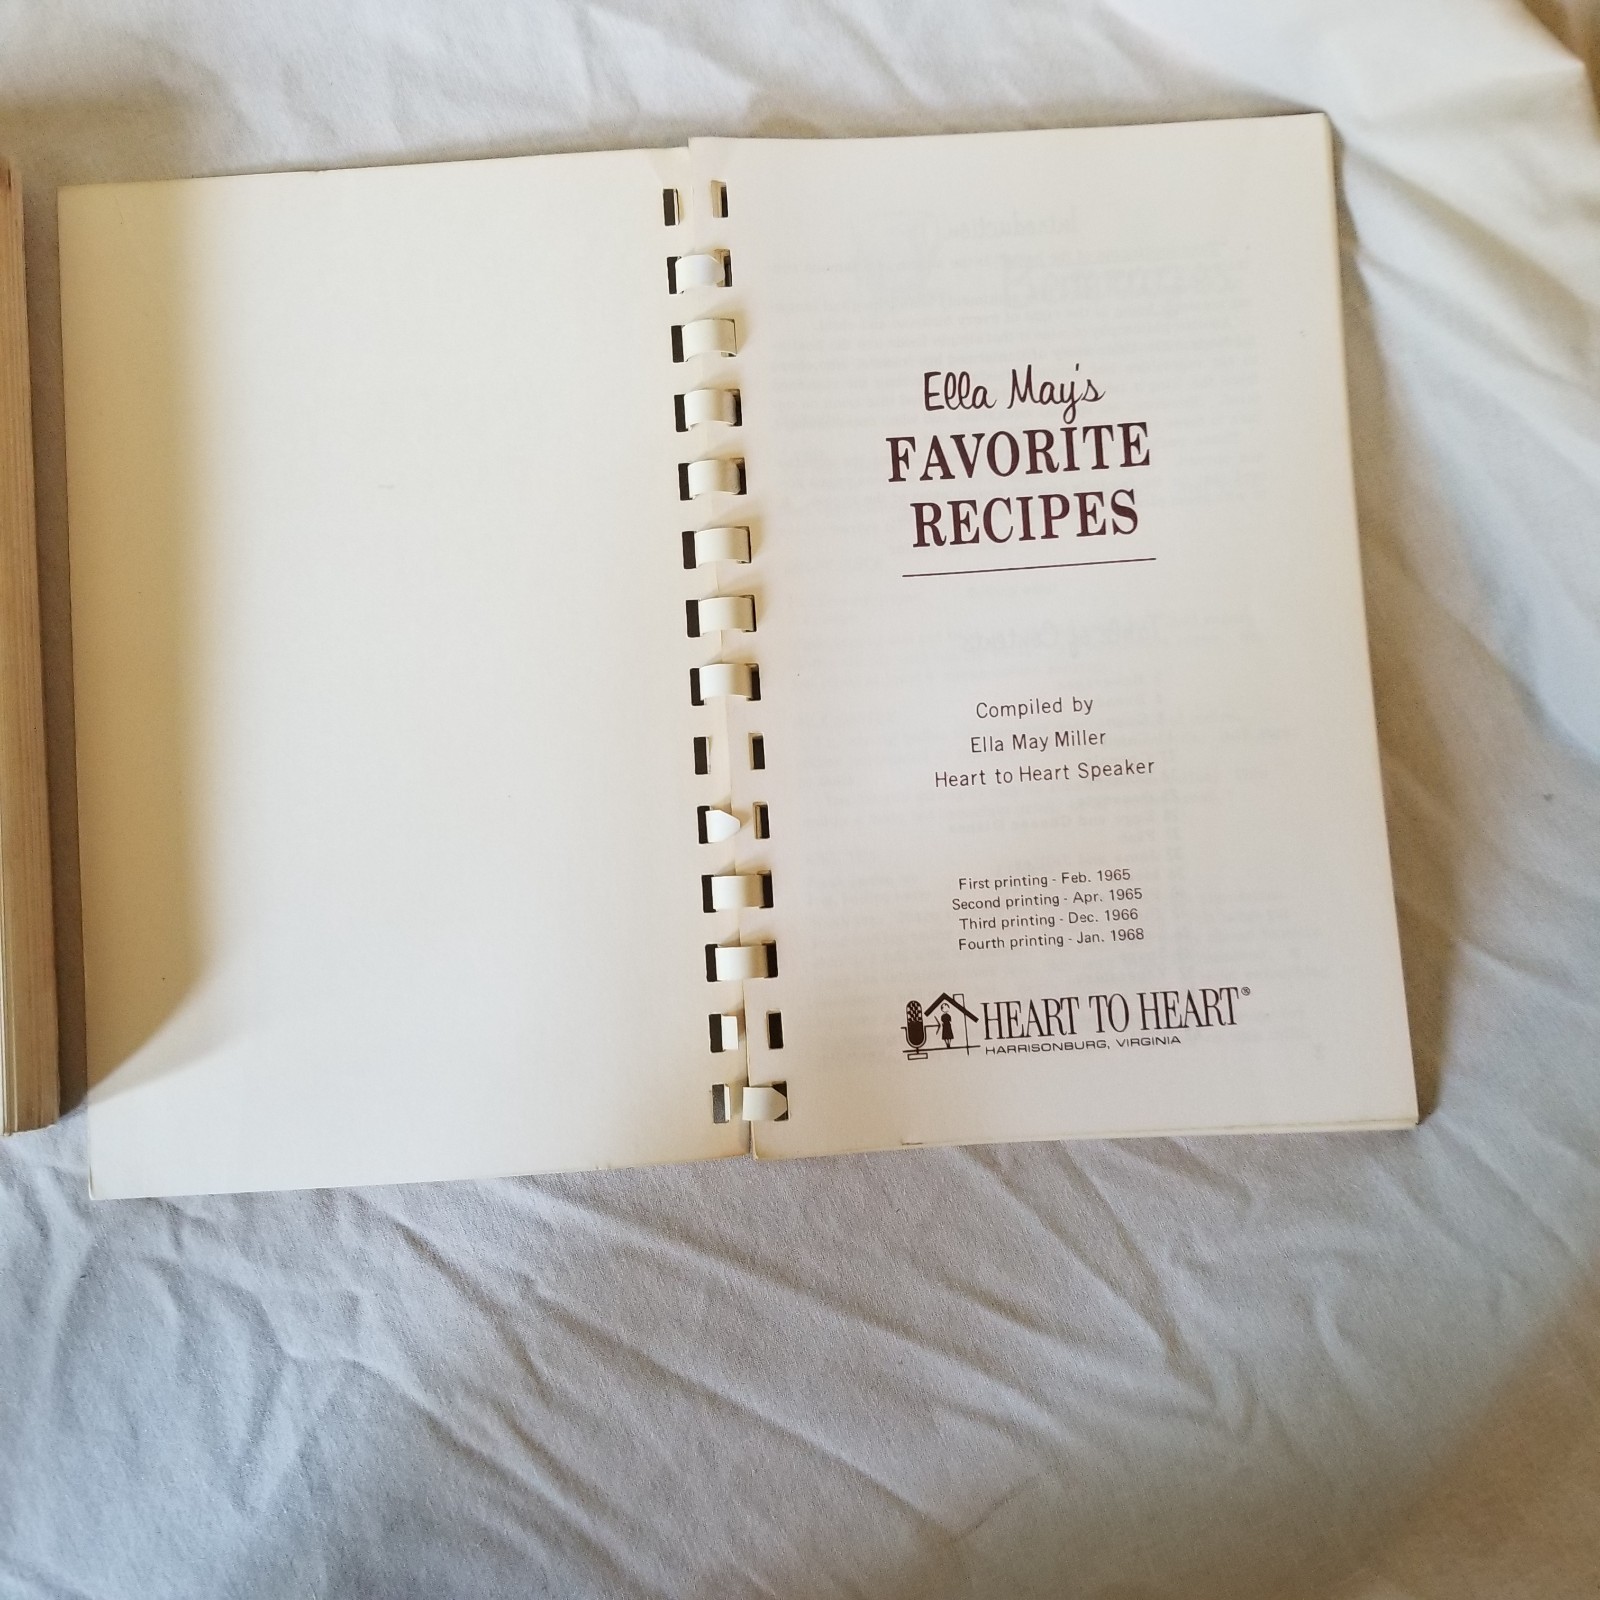 Ella May's
FAVORITE
RECIPES
Compiled by
Ella May Miller
Heart to Heart Speaker
First printing - Feb. 1965
Second printing - Apr. 1965
Third printing - Dec. 1966
Fourth printing - Jan. 1968
HEART TO HEART®
HARRISONBURG, VIRGINIA